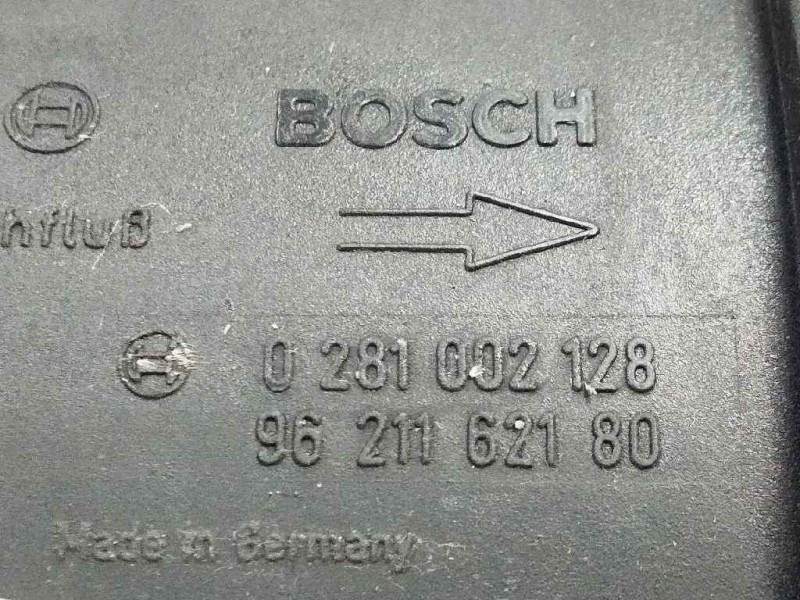 BOSCH
hfluß
0 281 002 128
96 211 621 80
Made in Germany